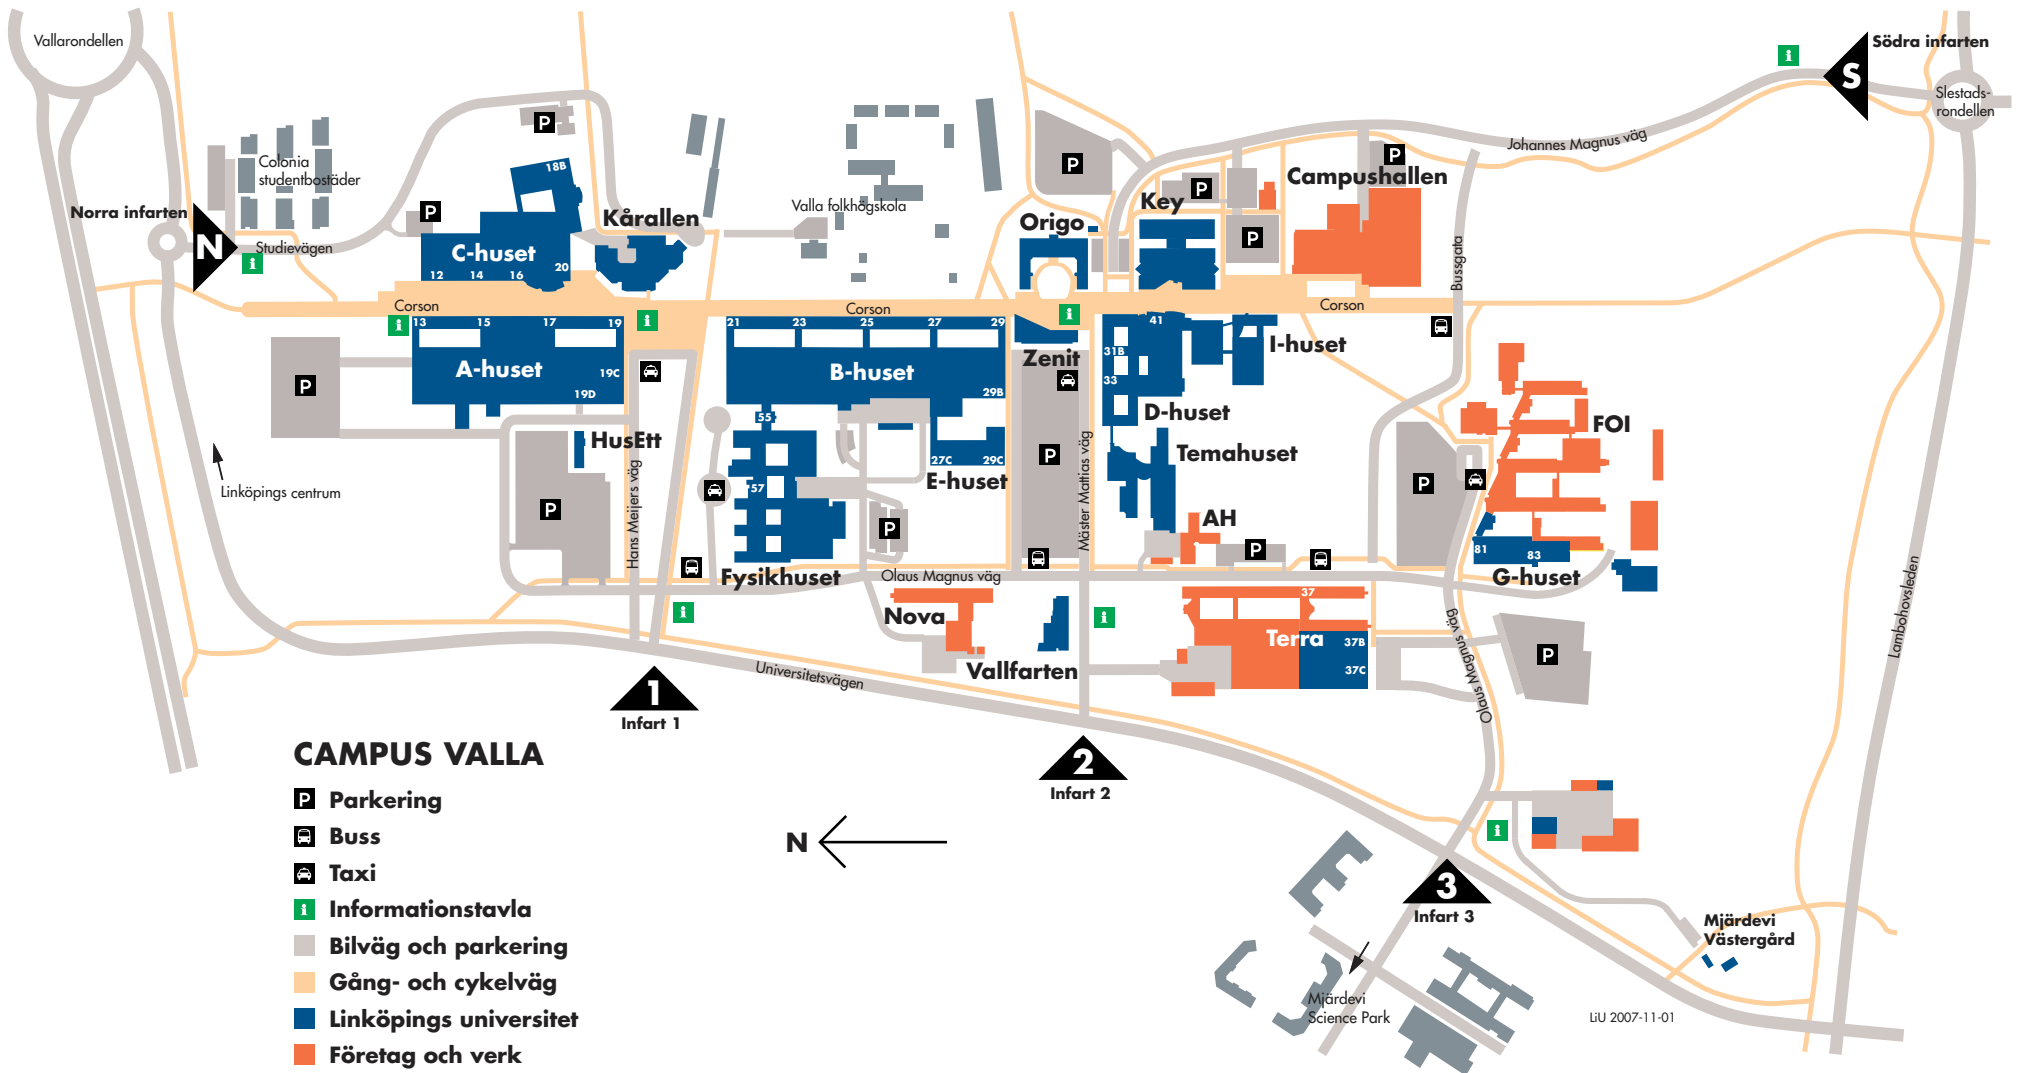 Vallarondellen
Södra infarten
S
Slestads-
rondellen
Johannes Magnus väg
P
18B
Colonia
studentbostäder
P
P
Campushallen
Norra infarten
N
Studievägen
P
Kårallen
Valla folkhögskola
Origo
Key
P
P
C-huset
12
14
16
20
Bussgata
Corson
Corson
Corson
13
15
17
19
21
23
25
27
29
41
Zenit
31B
33
I-huset
P
A-huset
19C
19D
B-huset
29B
D-huset
FOI
55
HusEtt
27C
29C
E-huset
P
Temahuset
Linköpings centrum
Hans Meijers väg
57
Mäster Mattias väg
P
P
P
AH
P
81
83
G-huset
Fysikhuset
Olaus Magnus väg
Nova
Vallfarten
37
Terra
37B
37C
Olaus Magnus väg
P
Lambohovsleden
Universitetsvägen
1
Infart 1
2
Infart 2
3
Infart 3
N
CAMPUS VALLA
P Parkering
Buss
Taxi
i Informationstavla
Bilväg och parkering
Gång- och cykelväg
Linköpings universitet
Företag och verk
Mjärdevi
Västergård
Mjärdevi
Science Park
LiU 2007-11-01